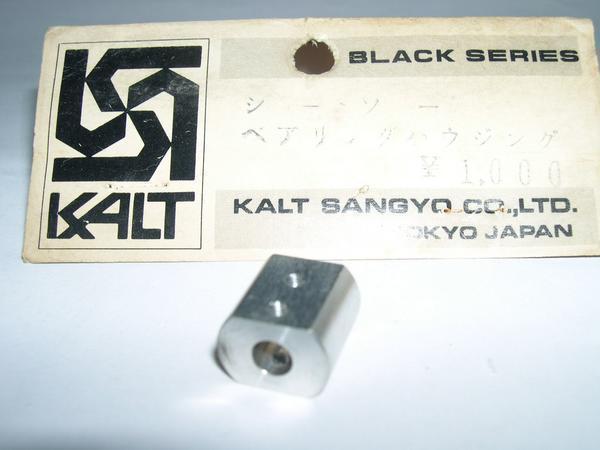 BLACK SERIES
シーソー
ベアリングハウジング
¥1,000
KALT
KALT SANGYO CO.,LTD.
TOKYO JAPAN